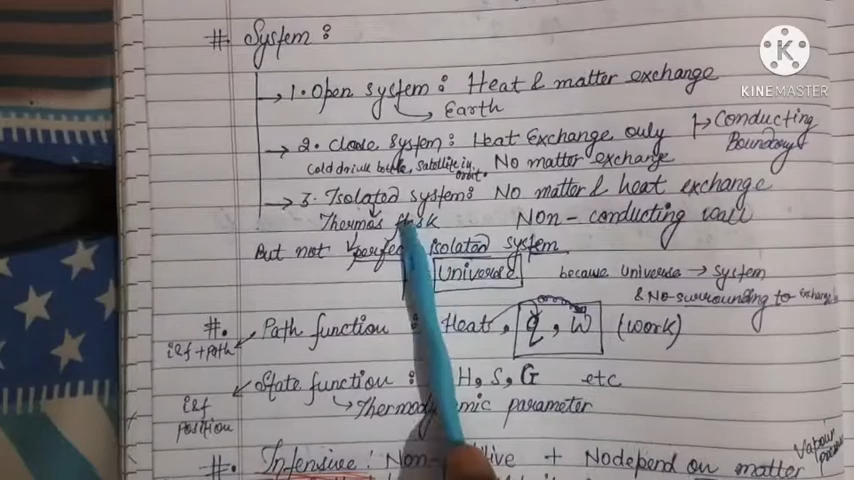 # System :
K
KINEMASTER
→ 1. Open system : Heat & matter exchange
→ Earth
→ 2. Close system : Heat Exchange only
→ Conducting Boundary
Cold drink bottle, satellite in orbit. No matter exchange
→ 3. Isolated system : No matter & heat exchange
Thermos flask Non-conducting wall
But not perfect isolated system
Universe because universe → system
& No surrounding to exchange
# Path function : Heat, q, w (work)
i & f + path
State function : H, S, G etc
i & f position
→ Thermodynamic parameter
# Intensive : Non + No depend on matter
Vapour